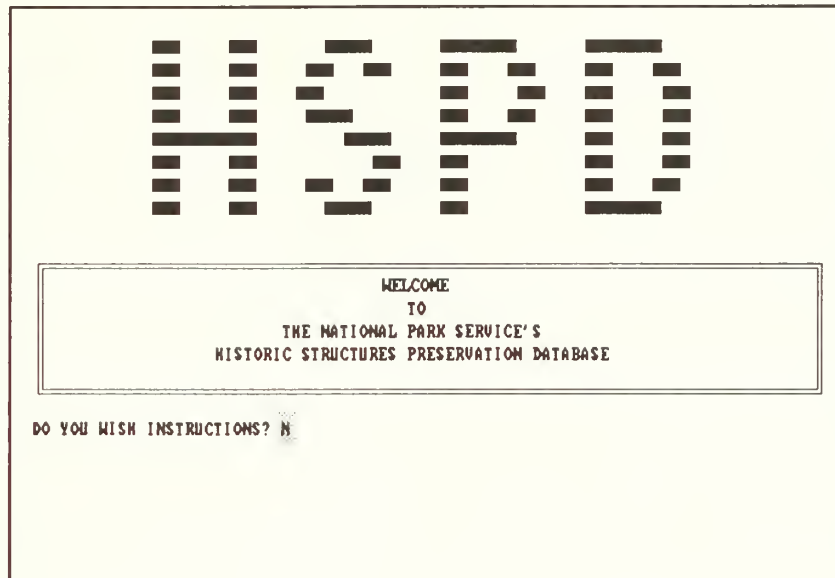 HSPD
WELCOME
TO
THE NATIONAL PARK SERVICE'S
HISTORIC STRUCTURES PRESERVATION DATABASE
DO YOU WISH INSTRUCTIONS? N